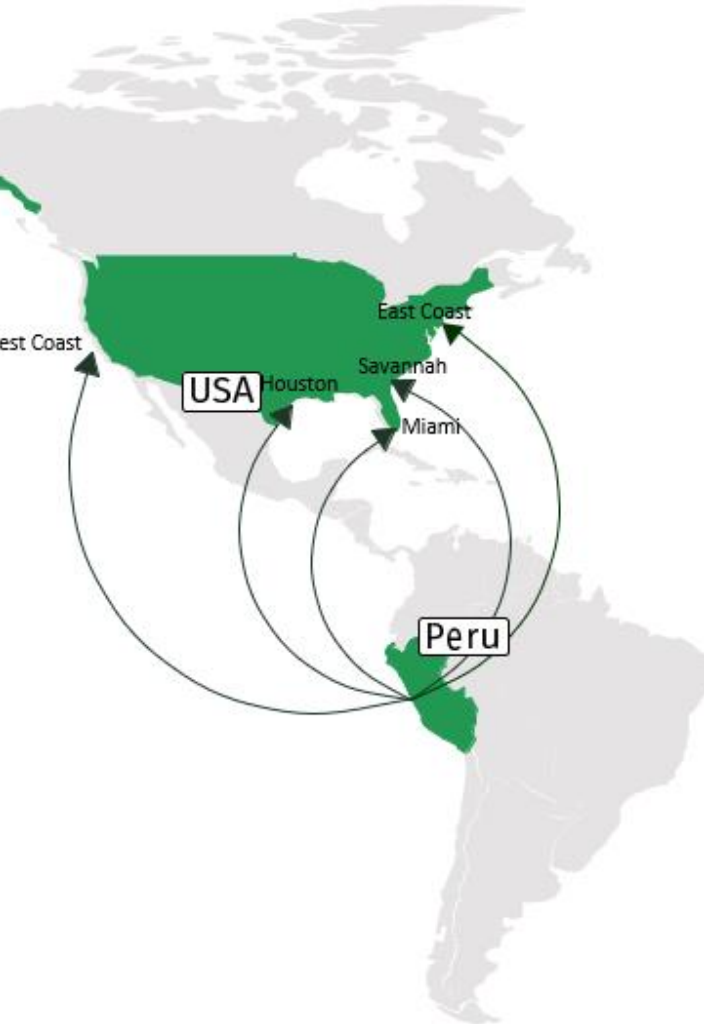 East Coast
est Coast
Savannah
USA
Houston
Miami
Peru